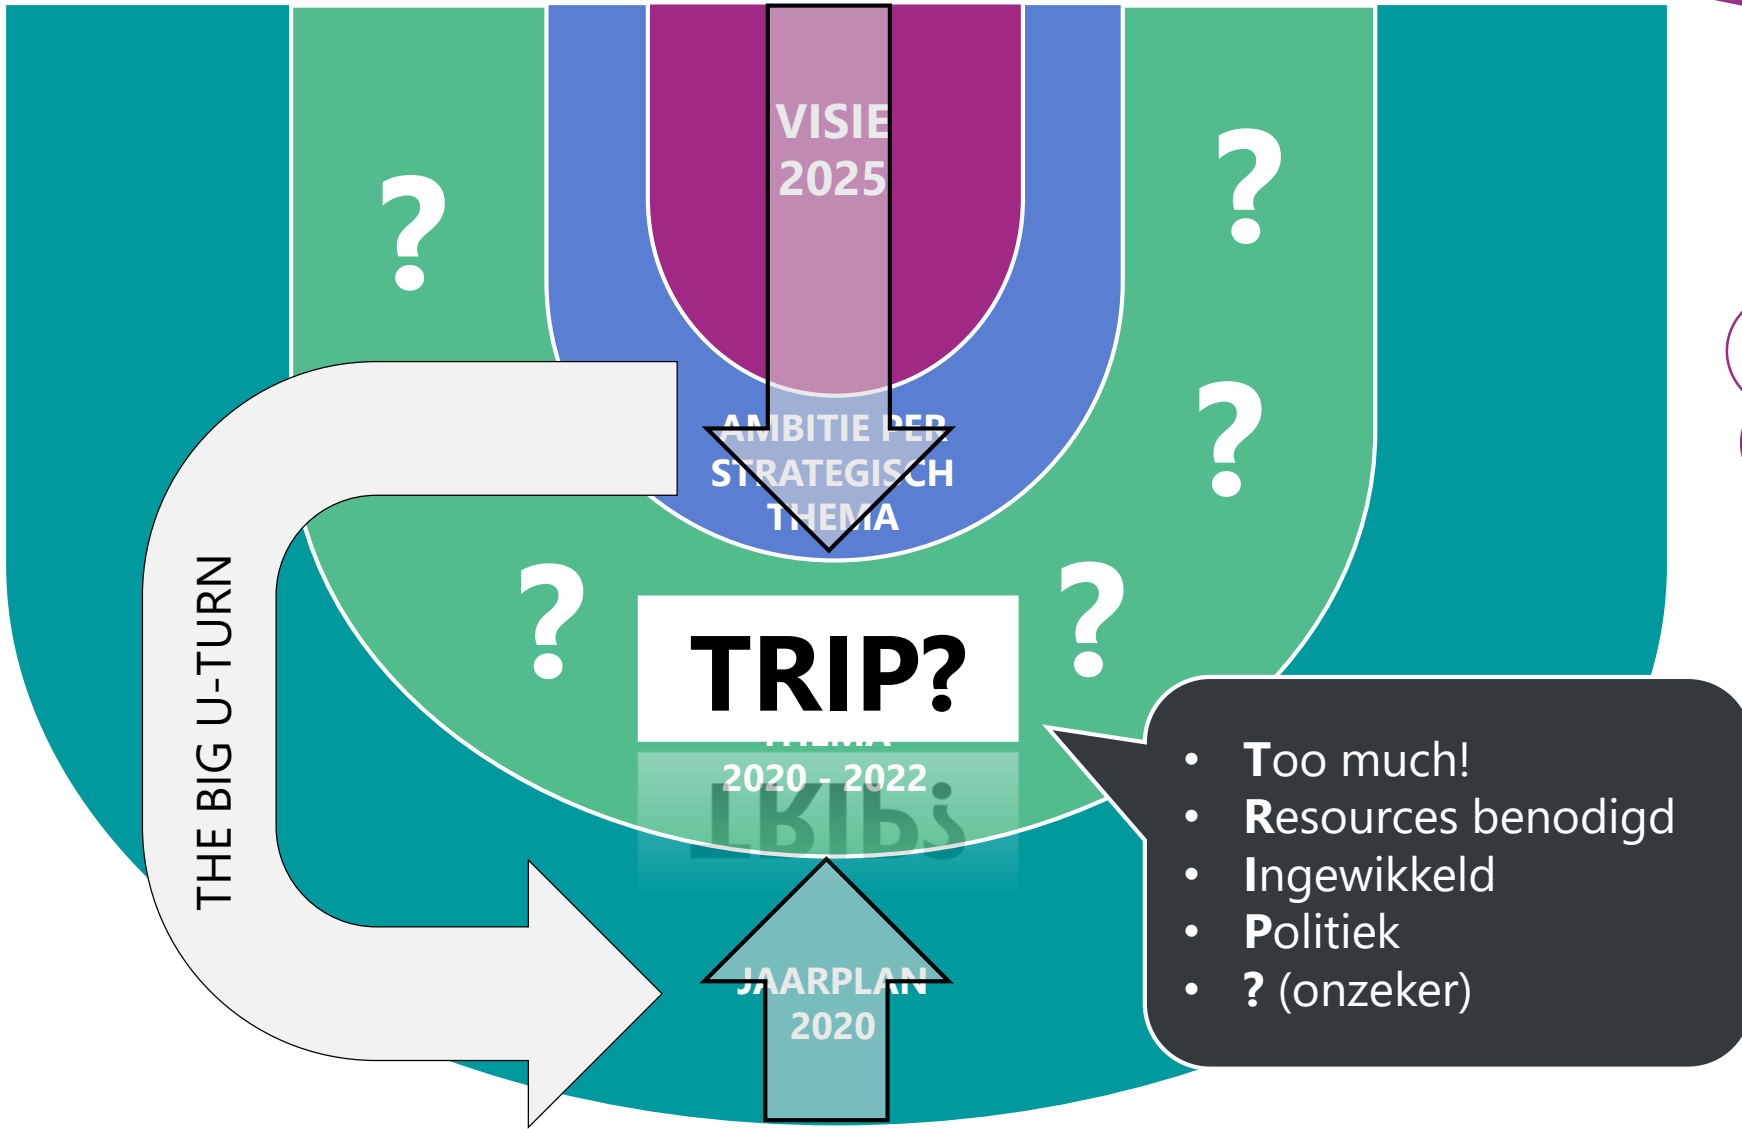 VISIE
2025
?
?
AMBITIE PER
STRATEGISCH
THEMA
?
?
?
TRIP?
THEMA
2020 - 2022
THE BIG U-TURN
• Too much!
• Resources benodigd
• Ingewikkeld
• Politiek
• ? (onzeker)
JAARPLAN
2020